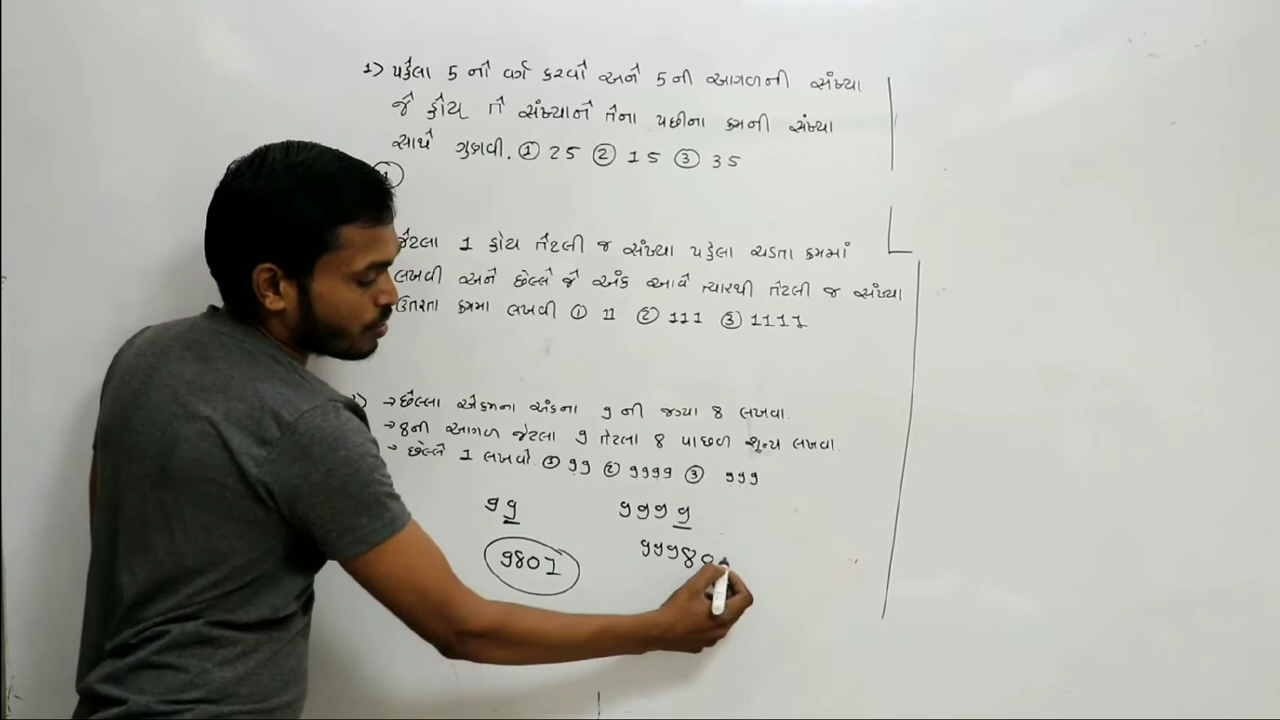 1) પહેલા 5 નો વર્ગ કરવો અને 5 ની આગળની સંખ્યા
જે હોય તે સંખ્યાને તેના પછીના ક્રમની સંખ્યા
સાથે ગુણવી. ① 25 ② 15 ③ 35
જેટલા 1 હોય તેટલી જ સંખ્યા પહેલા ચડતા ક્રમમાં
લખવી અને છેલ્લે જે અંક આવે ત્યારથી તેટલી જ સંખ્યા
ઉતરતા ક્રમમા લખવી ① 11 ② 111 ③ 1111
→ છેલ્લા એકમના અંકના 9 ની જગ્યા 8 લખવા.
→ 8ની આગળ જેટલા 9 તેટલા 8 પાછળ શૂન્ય લખવા.
→ છેલ્લે 1 લખવો. ① 99 ② 9999 ③ 999
99 9999
9801 99980